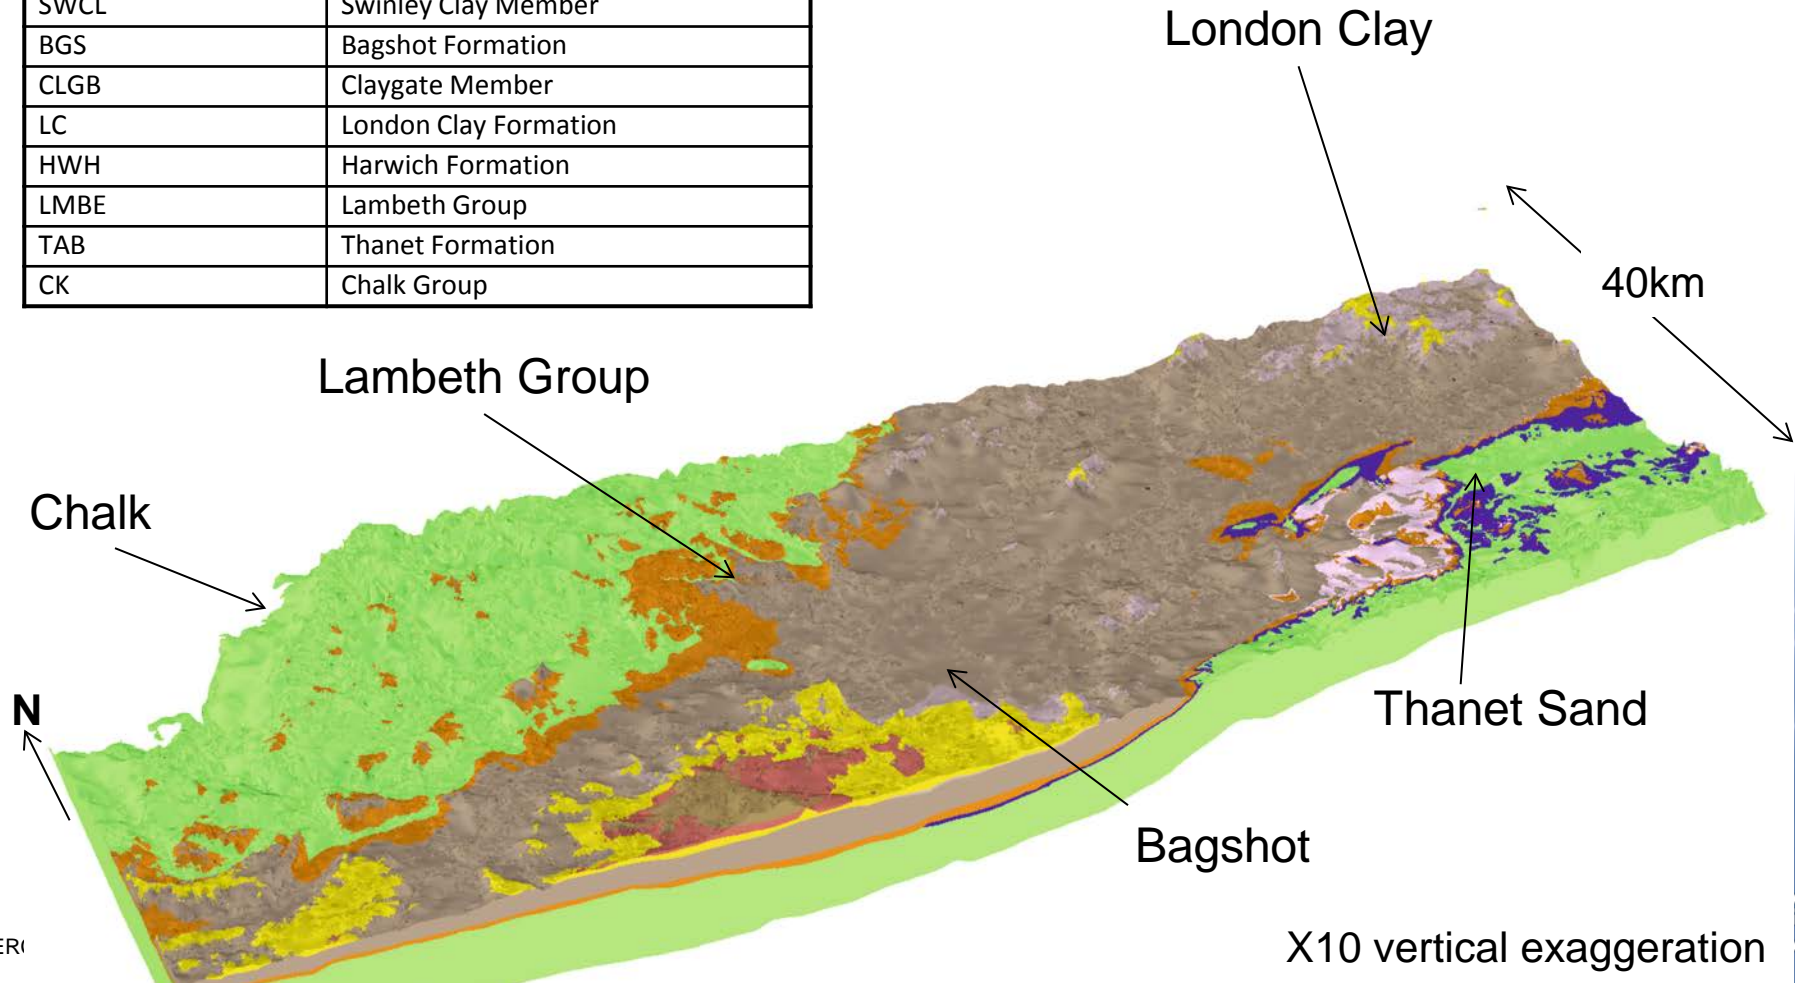 SWCL Swinley Clay Member
BGS Bagshot Formation
CLGB Claygate Member
LC London Clay Formation
HWH Harwich Formation
LMBE Lambeth Group
TAB Thanet Formation
CK Chalk Group
London Clay
40km
Lambeth Group
Chalk
N
Thanet Sand
Bagshot
X10 vertical exaggeration